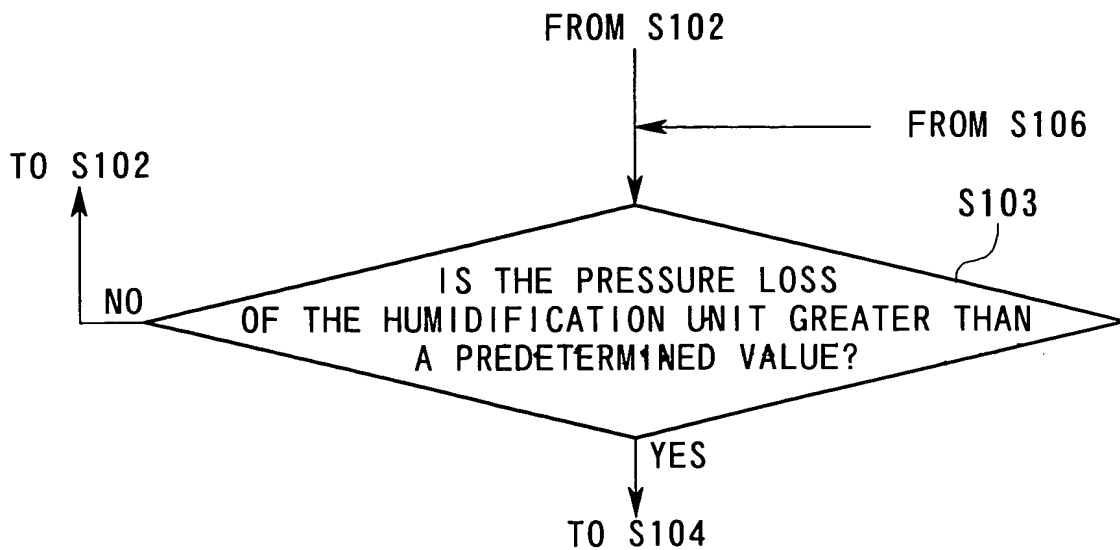 FROM S102
FROM S106
TO S102
S103
IS THE PRESSURE LOSS
OF THE HUMIDIFICATION UNIT GREATER THAN
A PREDETERMINED VALUE?
NO
YES
TO S104